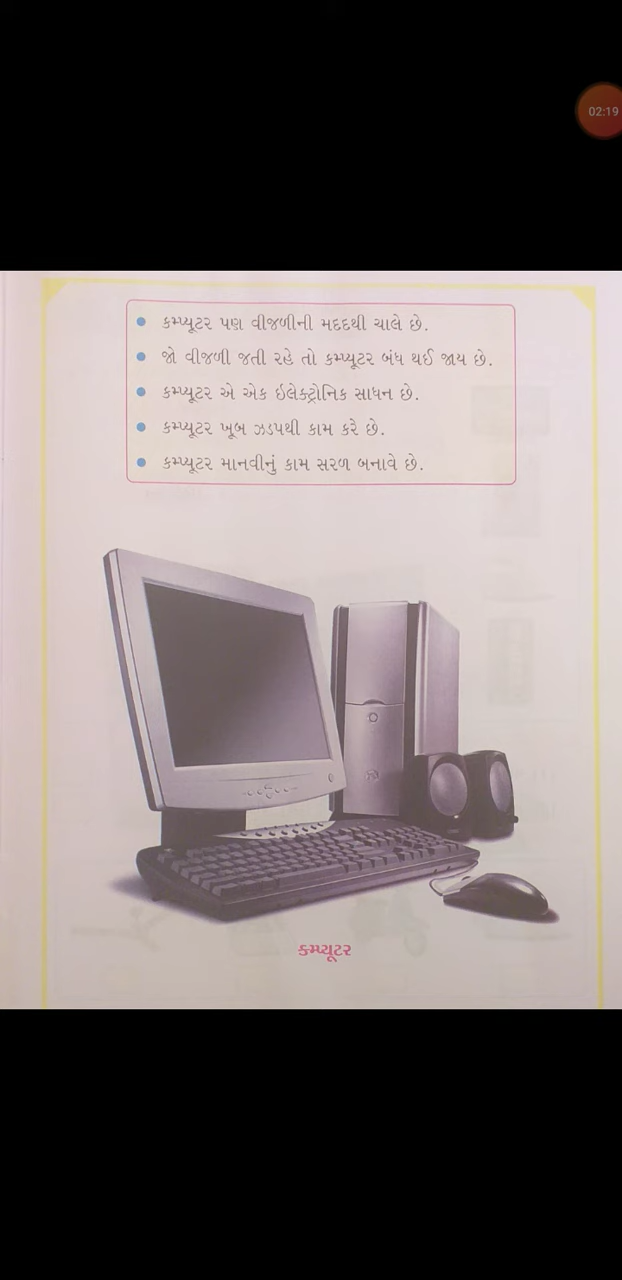 02:19
કમ્પ્યૂટર પણ વીજળીની મદદથી ચાલે છે.
જો વીજળી જતી રહે તો કમ્પ્યૂટર બંધ થઈ જાય છે.
કમ્પ્યૂટર એ એક ઇલેક્ટ્રોનિક સાધન છે.
કમ્પ્યૂટર ખૂબ ઝડપથી કામ કરે છે.
કમ્પ્યૂટર માનવીનું કામ સરળ બનાવે છે.
કમ્પ્યૂટર